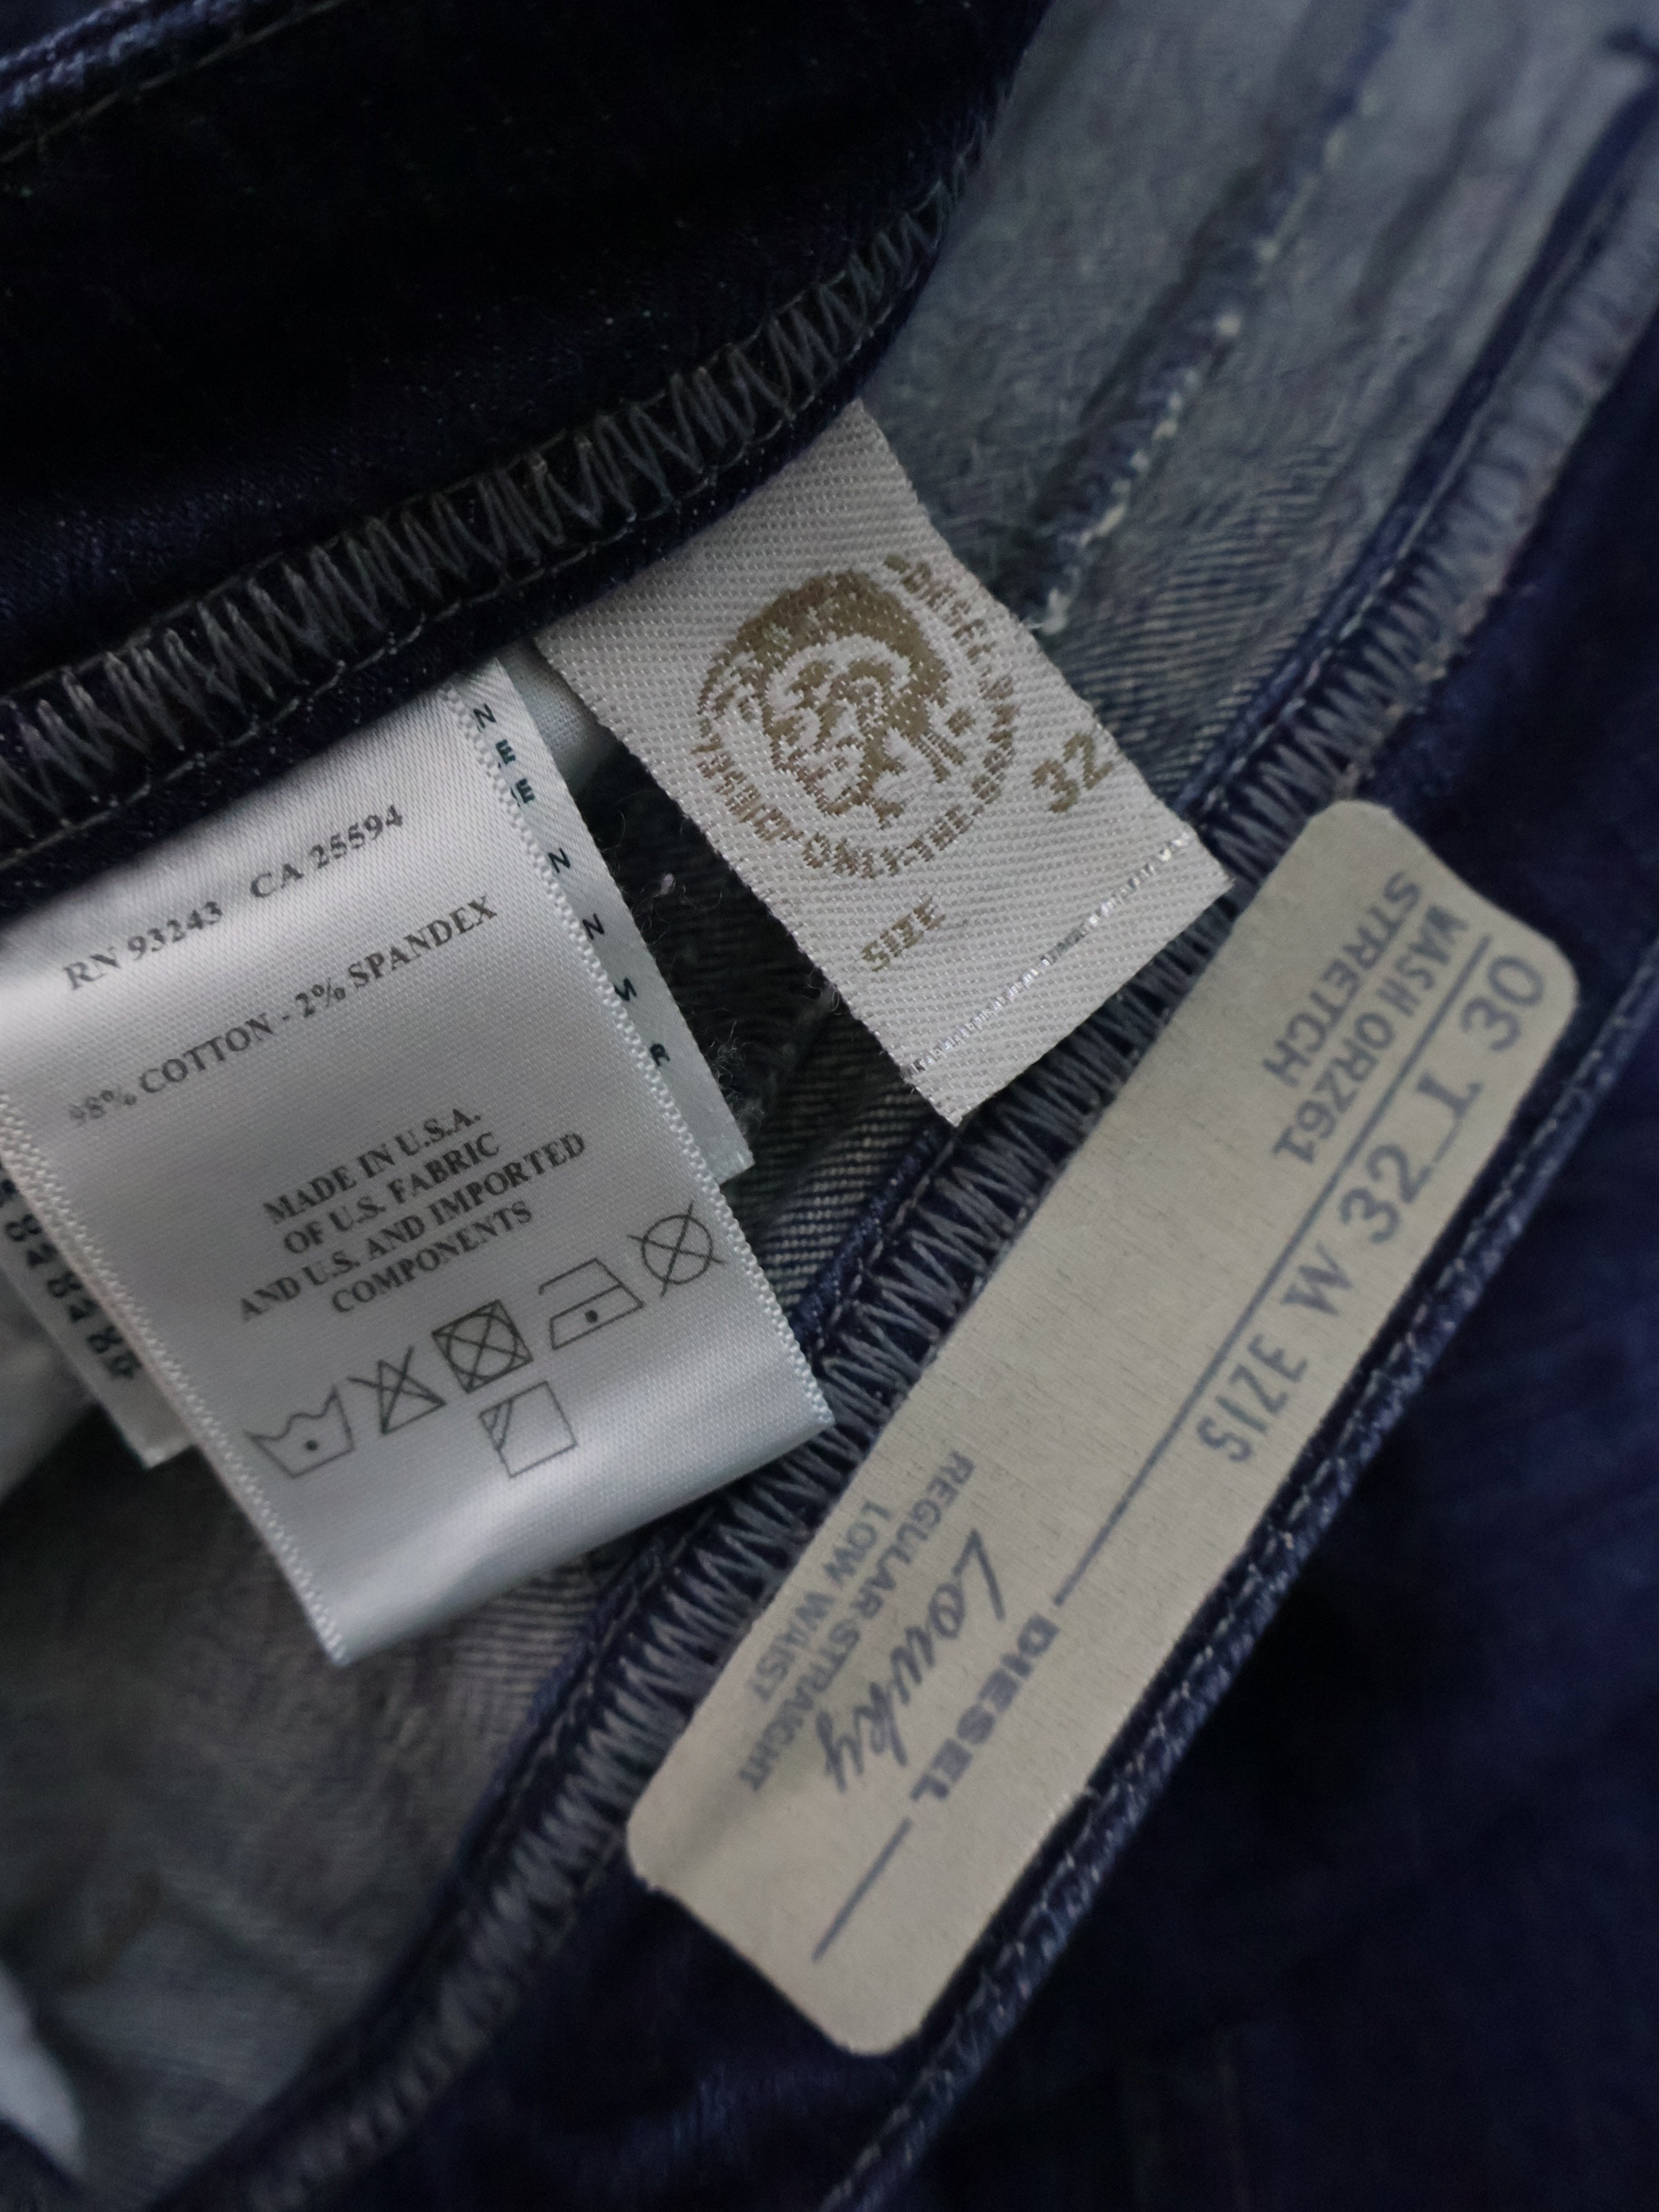 RN 93243 CA 25594
98% COTTON - 2% SPANDEX
MADE IN U.S.A.
OF U.S. FABRIC
AND U.S. AND IMPORTED
COMPONENTS
32
SIZE
DIESEL
Lowky
REGULAR-STRAIGHT
LOW WAIST
SIZE W 32 L 30
WASH 0RZ61
STRETCH